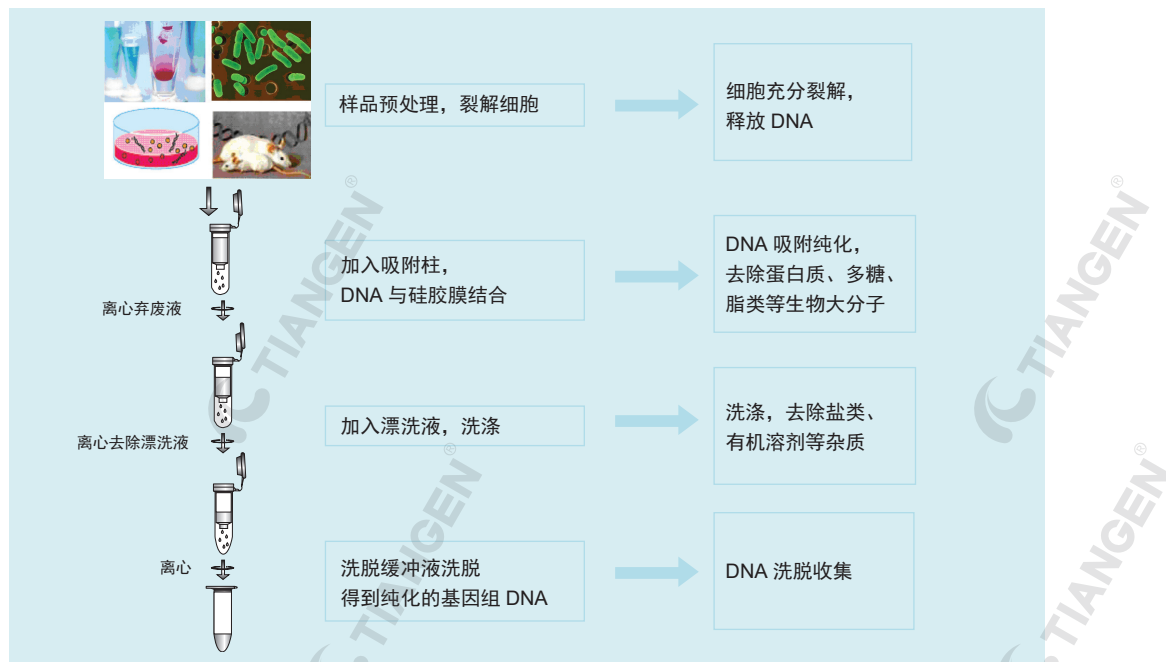 样品预处理，裂解细胞
细胞充分裂解，
释放 DNA
加入吸附柱，
DNA 与硅胶膜结合
DNA 吸附纯化，
去除蛋白质、多糖、
脂类等生物大分子
离心弃废液
加入漂洗液，洗涤
洗涤，去除盐类、
有机溶剂等杂质
离心去除漂洗液
洗脱缓冲液洗脱
得到纯化的基因组 DNA
DNA 洗脱收集
离心
TIANGEN®
TIANGEN®
TIANGEN®
TIANGEN®